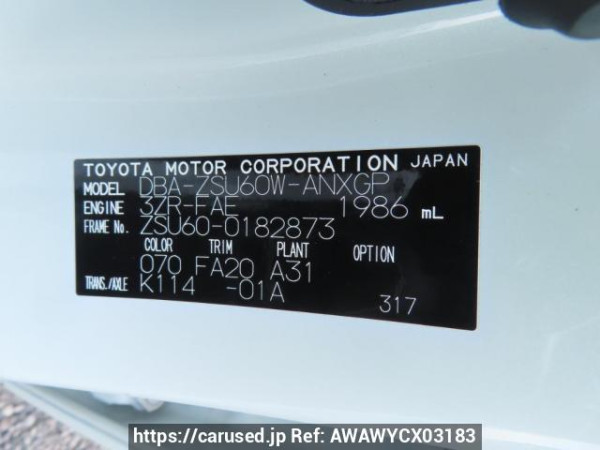 TOYOTA MOTOR CORPORATION JAPAN
MODEL DBA-ZSU60W-ANXGP
ENGINE 3ZR-FAE 1986 mL
FRAME No. ZSU60-0182873
COLOR TRIM PLANT OPTION
070 FA20 A31
TRANS./AXLE K114 -01A
317
https://carused.jp Ref: AWAWYCX03183